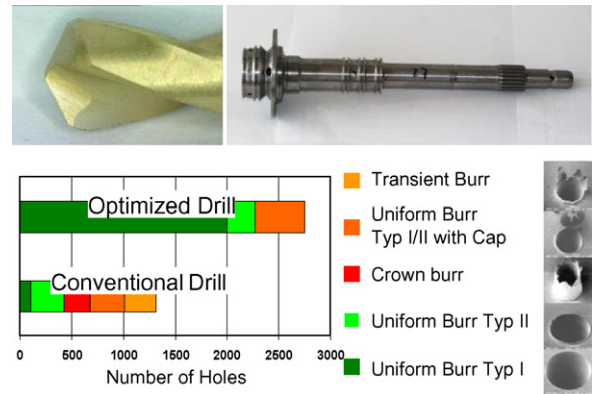 Optimized Drill
Conventional Drill
0 500 1000 1500 2000 2500 3000
Number of Holes
Transient Burr
Uniform Burr
Typ I/II with Cap
Crown burr
Uniform Burr Typ II
Uniform Burr Typ I